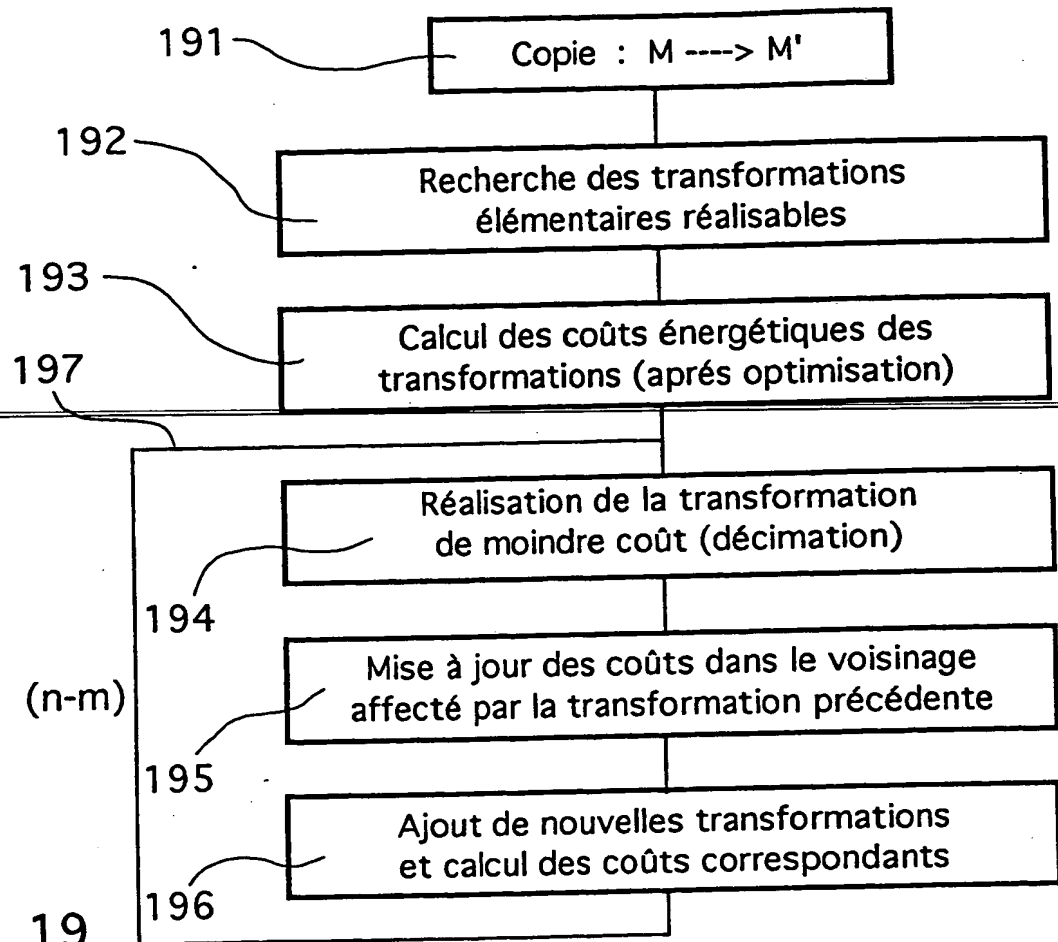 191
Copie : M ----> M'
192
Recherche des transformations
élémentaires réalisables
193
Calcul des coûts énergétiques des
transformations (aprés optimisation)
197
Réalisation de la transformation
de moindre coût (décimation)
194
Mise à jour des coûts dans le voisinage
affecté par la transformation précédente
(n-m)
195
Ajout de nouvelles transformations
et calcul des coûts correspondants
196
19